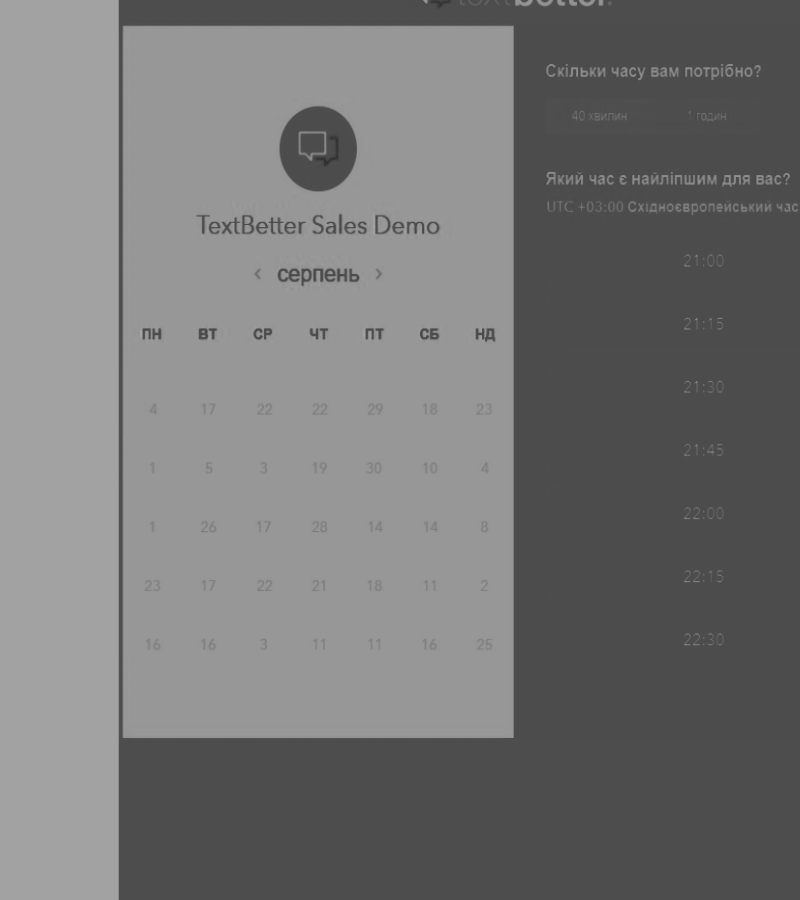 textbetter.
TextBetter Sales Demo
‹ серпень ›
ПН ВТ СР ЧТ ПТ СБ НД
4 17 22 22 29 18 23
1 5 3 19 30 10 4
1 26 17 28 14 14 8
23 17 22 21 18 11 2
16 16 3 11 11 16 25
Скільки часу вам потрібно?
40 хвилин 1 годин
Який час є найліпшим для вас?
UTC +03:00 Східноєвропейський час
21:00
21:15
21:30
21:45
22:00
22:15
22:30